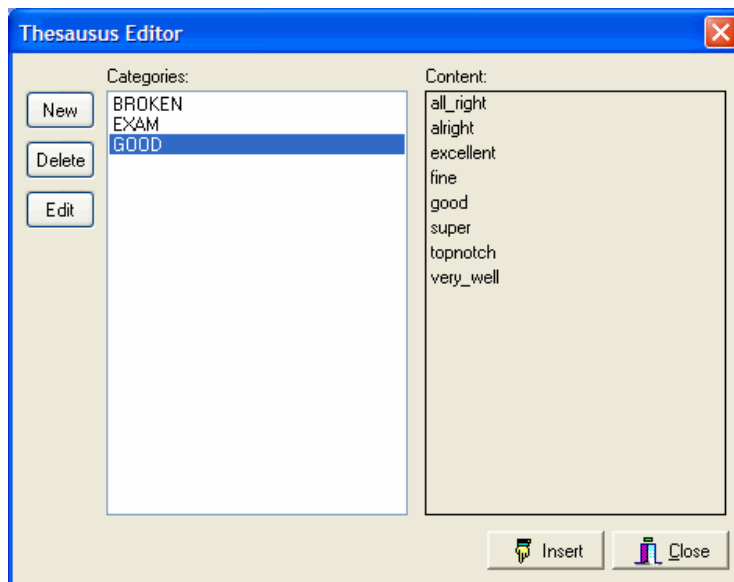 Thesausus Editor
Categories:
Content:
New
Delete
Edit
BROKEN
EXAM
GOOD
all_right
alright
excellent
fine
good
super
topnotch
very_well
Insert
Close